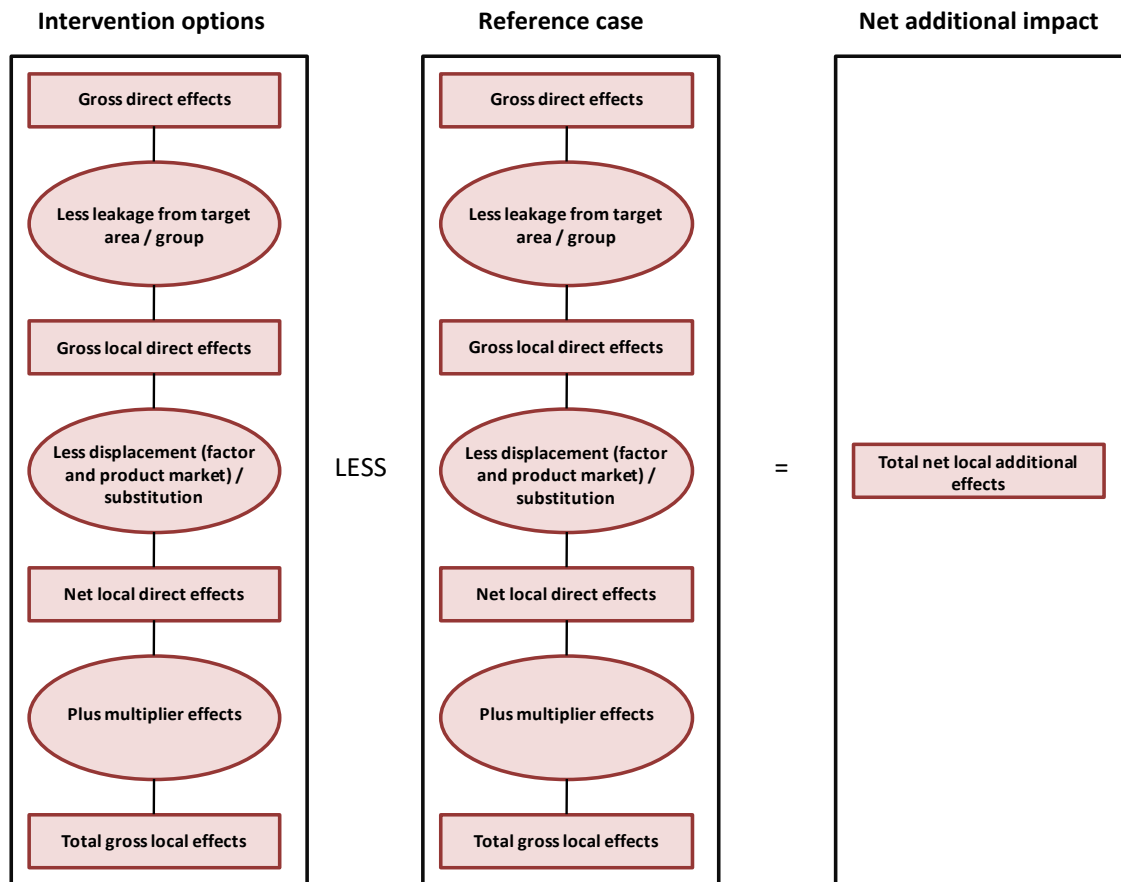 Intervention options
Gross direct effects
Less leakage from target
area / group
Gross local direct effects
Less displacement (factor
and product market) /
substitution
Net local direct effects
Plus multiplier effects
Total gross local effects
LESS
Reference case
Gross direct effects
Less leakage from target
area / group
Gross local direct effects
Less displacement (factor
and product market) /
substitution
Net local direct effects
Plus multiplier effects
Total gross local effects
=
Net additional impact
Total net local additional
effects